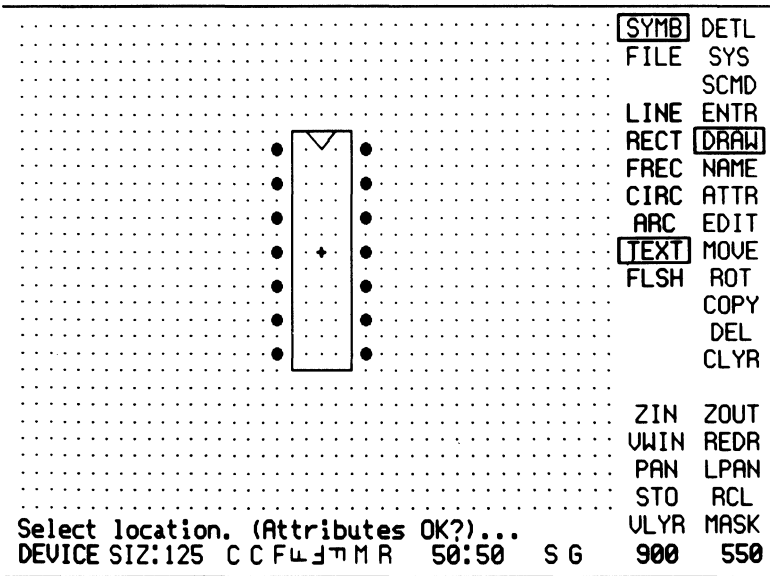 SYMB DETL
FILE SYS
SCMD
LINE ENTR
RECT DRAW
FREC NAME
CIRC ATTR
ARC EDIT
TEXT MOVE
FLSH ROT
COPY
DEL
CLYR
ZIN ZOUT
VWIN REDR
PAN LPAN
STO RCL
VLYR MASK
Select location. (Attributes OK?)...
DEVICE SIZ:125 C C F F F F M R 50:50 S G 900 550